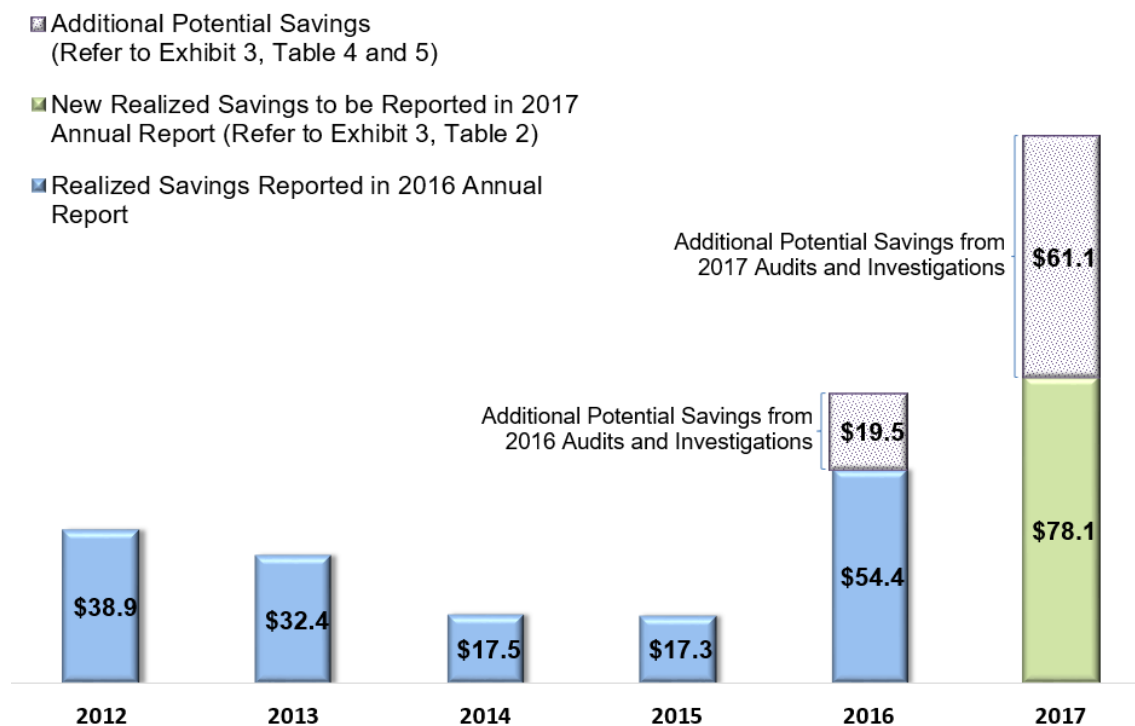 Additional Potential Savings
(Refer to Exhibit 3, Table 4 and 5)
New Realized Savings to be Reported in 2017
Annual Report (Refer to Exhibit 3, Table 2)
Realized Savings Reported in 2016 Annual
Report
Additional Potential Savings from
2017 Audits and Investigations
$61.1
Additional Potential Savings from
2016 Audits and Investigations
$19.5
$78.1
$54.4
$38.9
$32.4
$17.5
$17.3
2012
2013
2014
2015
2016
2017